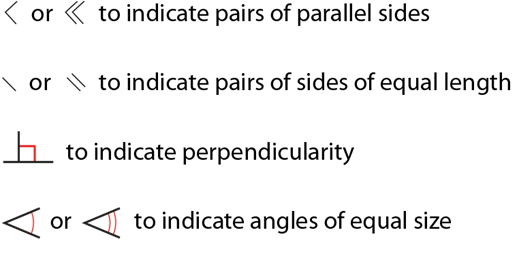 or to indicate pairs of parallel sides
or to indicate pairs of sides of equal length
to indicate perpendicularity
or to indicate angles of equal size